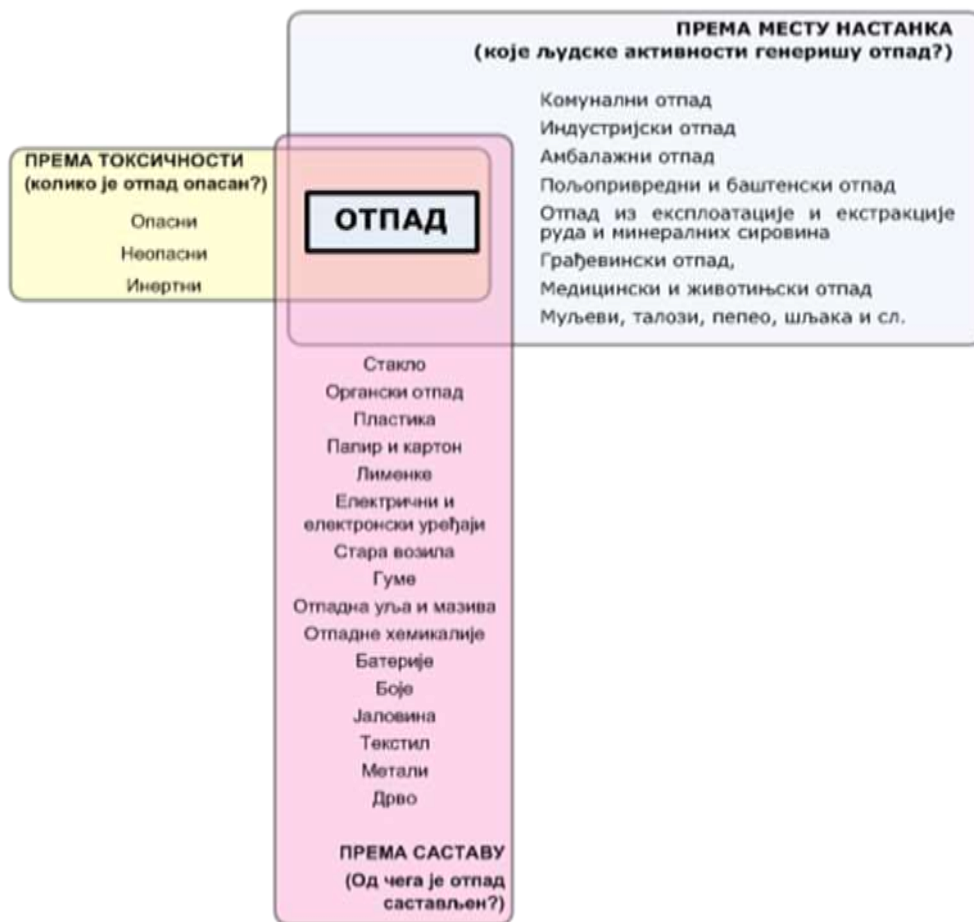 ПРЕМА МЕСТУ НАСТАНКА
(које људске активности генеришу отпад?)
Комунални отпад
Индустријски отпад
Амбалажни отпад
Пољопривредни и баштенски отпад
Отпад из експлоатације и екстракције
руда и минералних сировина
Грађевински отпад,
Медицински и животињски отпад
Муљеви, талози, пепео, шљака и сл.
ПРЕМА ТОКСИЧНОСТИ
(колико је отпад опасан?)
Опасни
Неопасни
Инертни
ОТПАД
Стакло
Органски отпад
Пластика
Папир и картон
Лименке
Електрични и
електронски уређаји
Стара возила
Гуме
Отпадна уља и мазива
Отпадне хемикалије
Батерије
Боје
Јаловина
Текстил
Метали
Дрво
ПРЕМА САСТАВУ
(Од чега је отпад
састављен?)